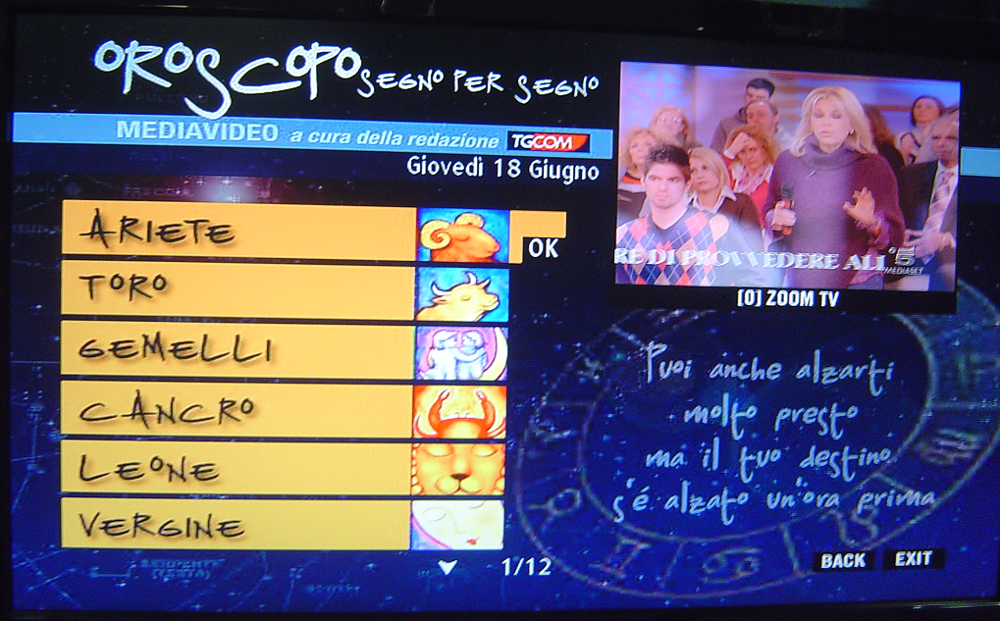 OROSCOPO SEGNO PER SEGNO
MEDIAVIDEO a cura della redazione TGCOM
Giovedì 18 Giugno
ARIETE
OK
TORO
GEMELLI
CANCRO
LEONE
VERGINE
1/12
RE DI PROVVEDERE ALL
5
MEDIASET
[0] ZOOM TV
Puoi anche alzarti
molto presto
ma il tuo destino
s'é alzato un'ora prima
BACK EXIT